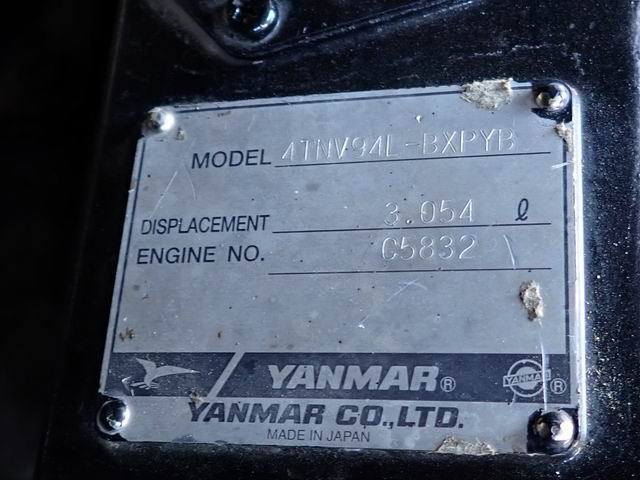 MODEL 4TNV94L-BXPYB
DISPLACEMENT 3.054 ℓ
ENGINE NO. C5832
YANMAR® YANMAR ®
YANMAR CO.,LTD.
MADE IN JAPAN